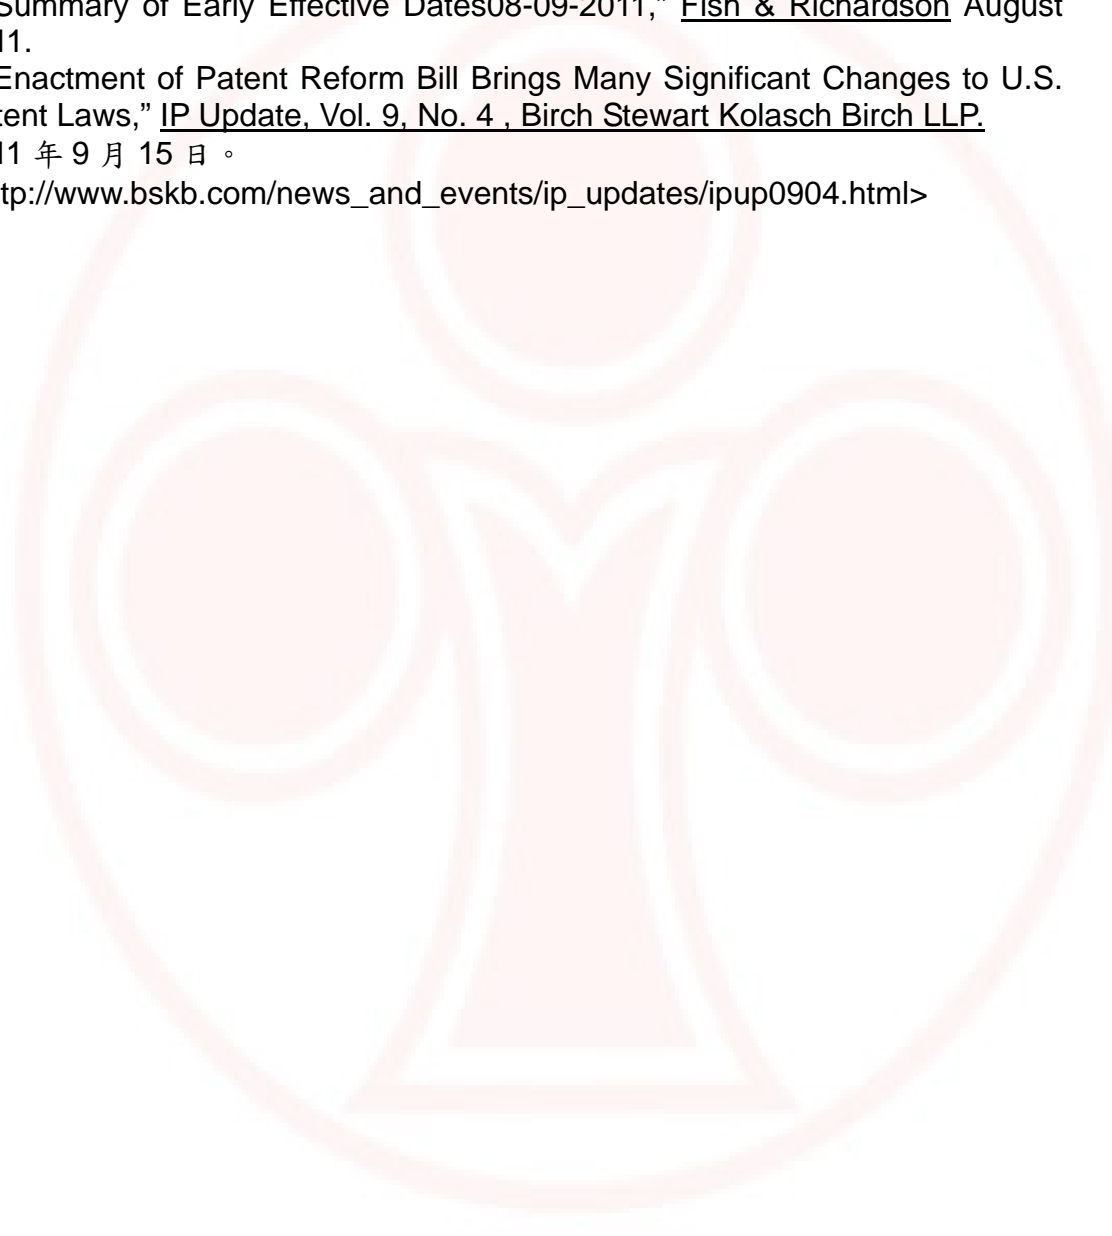 Summary of Early Effective Dates08-09-2011,” Fish & Richardson August
11.
Enactment of Patent Reform Bill Brings Many Significant Changes to U.S.
tent Laws,” IP Update, Vol. 9, No. 4 , Birch Stewart Kolasch Birch LLP.
11 年 9 月 15 日。
tp://www.bskb.com/news_and_events/ip_updates/ipup0904.html>